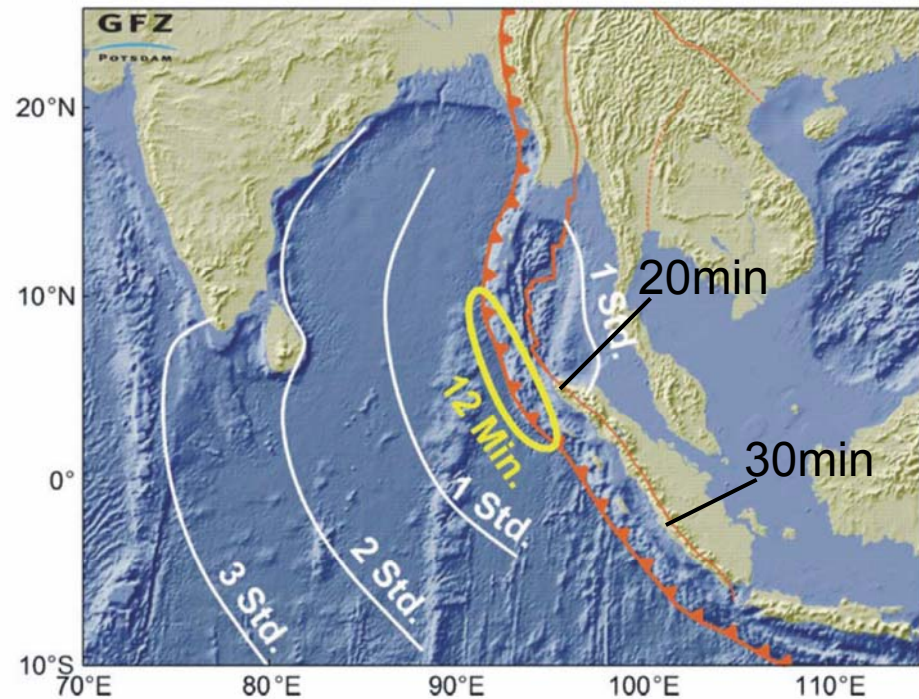 GFZ
POTSDAM
20°N
10°N
0°
10°S
70°E
80°E
90°E
100°E
110°E
1 Std.
20min
12 Min.
30min
1 Std.
2 Std.
3 Std.